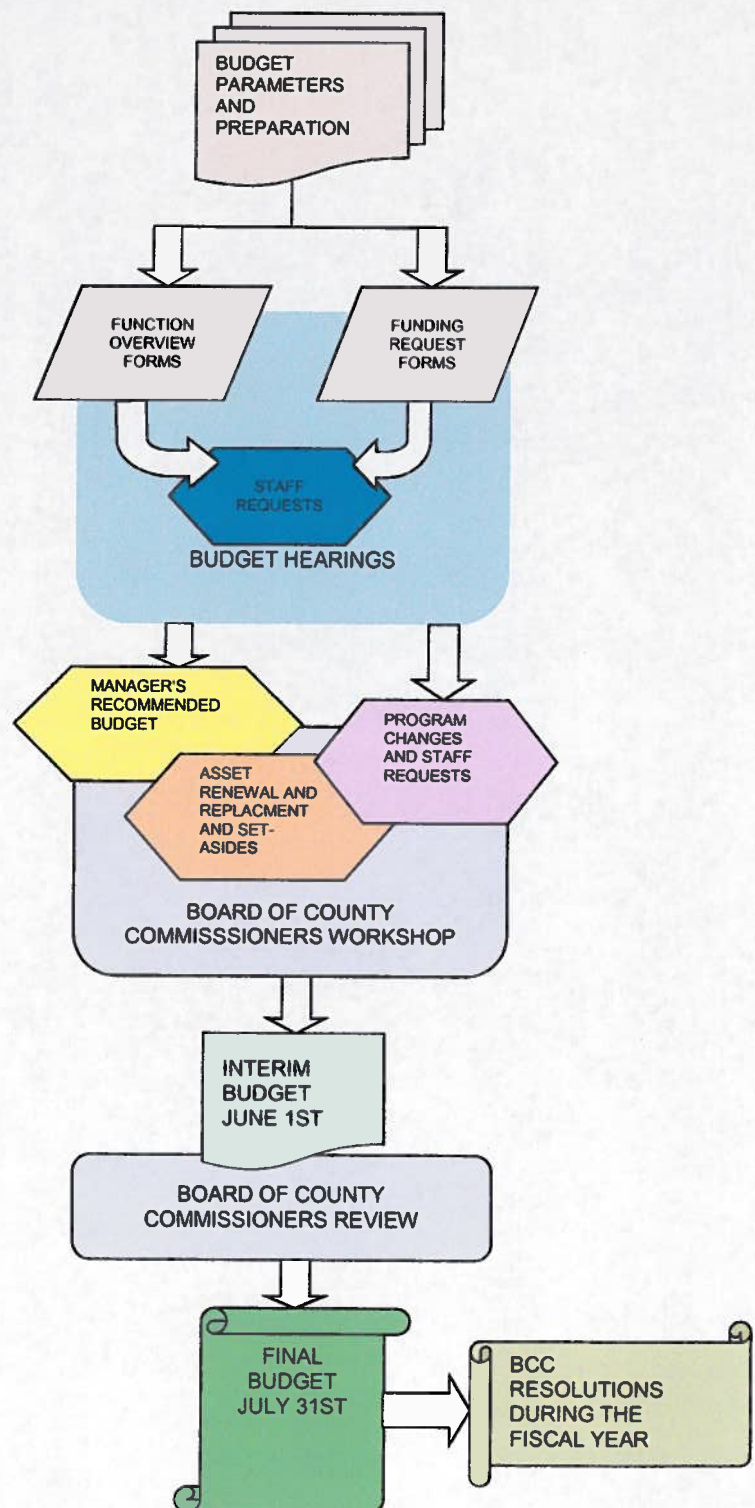 BUDGET
PARAMETERS
AND
PREPARATION
FUNCTION
OVERVIEW
FORMS
FUNDING
REQUEST
FORMS
STAFF
REQUESTS
BUDGET HEARINGS
MANAGER'S
RECOMMENDED
BUDGET
PROGRAM
CHANGES
AND STAFF
REQUESTS
ASSET
RENEWAL AND
REPLACMENT
AND SET-
ASIDES
BOARD OF COUNTY
COMMISSSIONERS WORKSHOP
INTERIM
BUDGET
JUNE 1ST
BOARD OF COUNTY
COMMISSIONERS REVIEW
FINAL
BUDGET
JULY 31ST
BCC
RESOLUTIONS
DURING THE
FISCAL YEAR